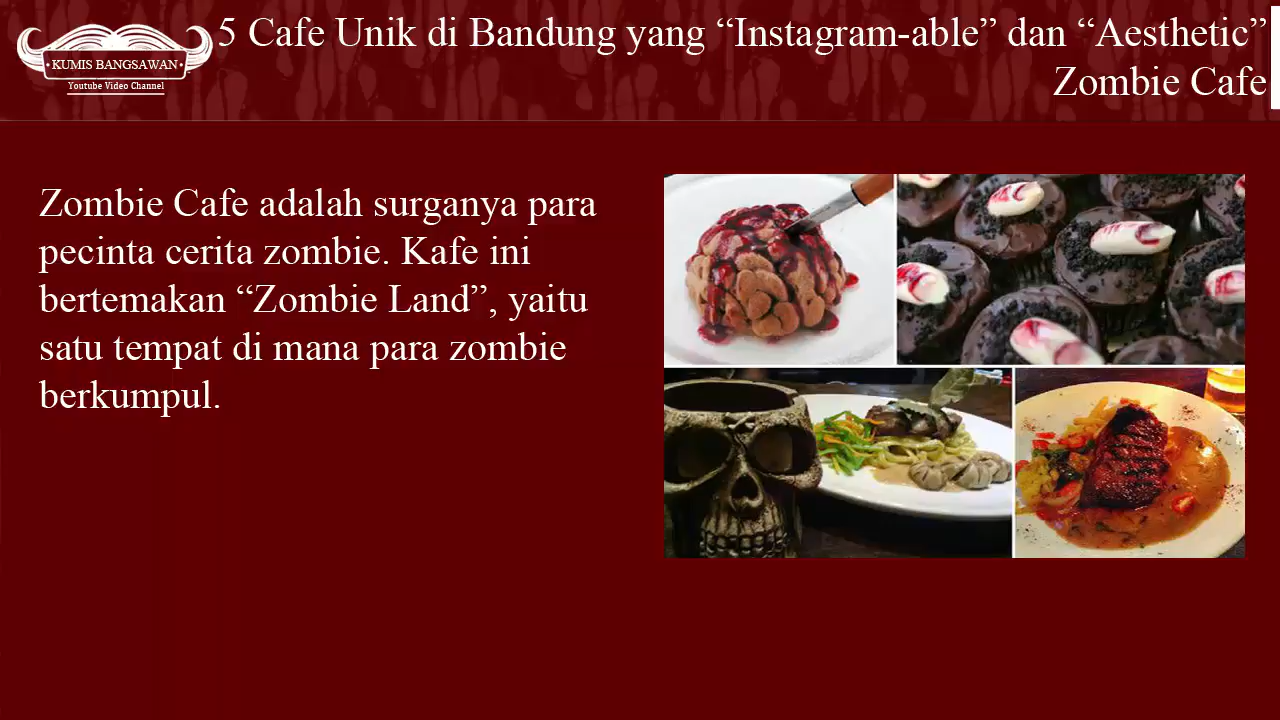 5 Cafe Unik di Bandung yang “Instagram-able” dan “Aesthetic”
Zombie Cafe
KUMIS BANGSAWAN
Youtube Video Channel
Zombie Cafe adalah surganya para
pecinta cerita zombie. Kafe ini
bertemakan “Zombie Land”, yaitu
satu tempat di mana para zombie
berkumpul.